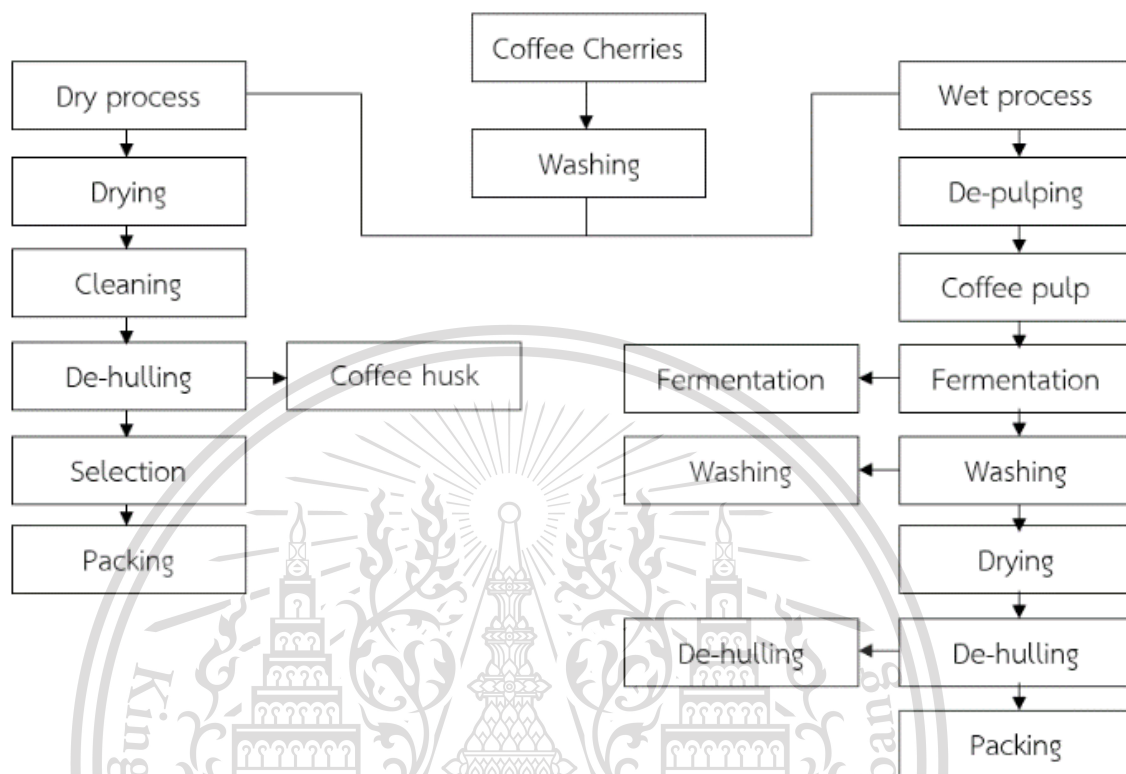 Coffee Cherries
Washing
Dry process
Drying
Cleaning
De-hulling
Coffee husk
Selection
Packing
Wet process
De-pulping
Coffee pulp
Fermentation
Fermentation
Washing
Washing
Drying
De-hulling
De-hulling
Packing
King